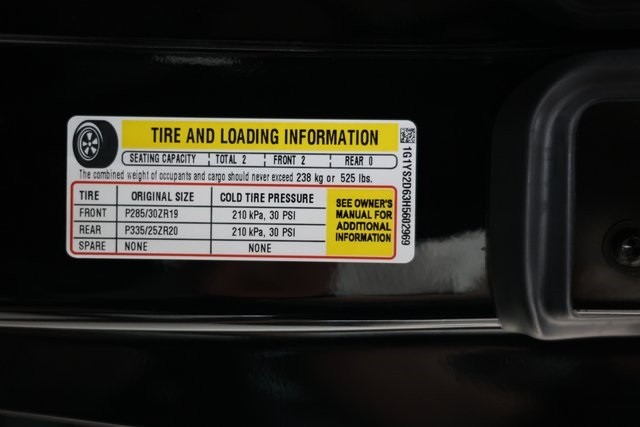 TIRE AND LOADING INFORMATION
SEATING CAPACITY TOTAL 2 FRONT 2 REAR 0
The combined weight of occupants and cargo should never exceed 238 kg or 525 lbs.
TIRE ORIGINAL SIZE COLD TIRE PRESSURE
FRONT P285/30ZR19 210 kPa, 30 PSI
REAR P335/25ZR20 210 kPa, 30 PSI
SPARE NONE NONE
SEE OWNER'S
MANUAL FOR
ADDITIONAL
INFORMATION
1G1YS2D63H5602969